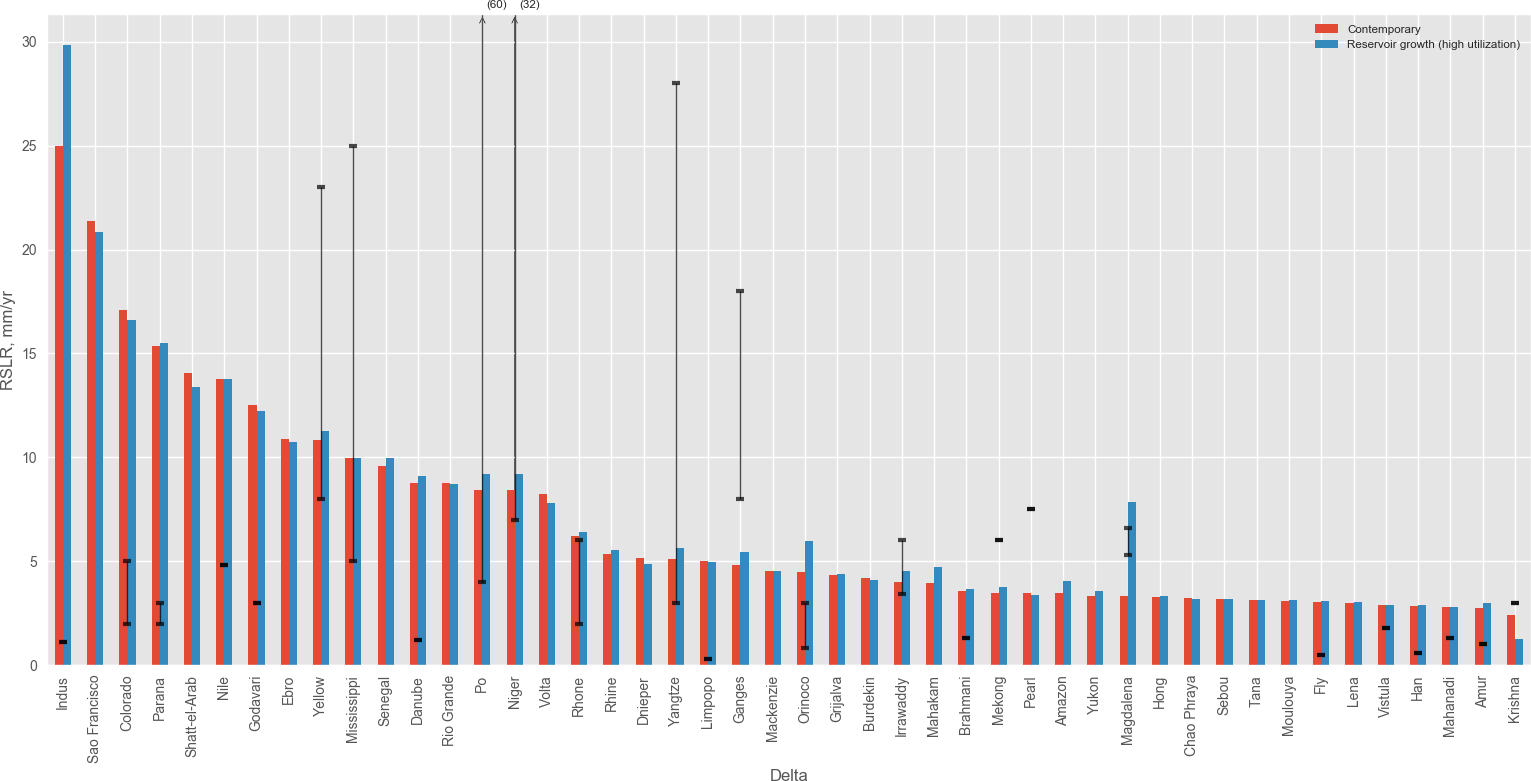 (60) (32)
Contemporary
Reservoir growth (high utilization)
RSLR, mm/yr
30
25
20
15
10
5
0
Indus
Sao Francisco
Colorado
Parana
Shatt-el-Arab
Nile
Godavari
Ebro
Yellow
Mississippi
Senegal
Danube
Rio Grande
Po
Niger
Volta
Rhone
Rhine
Dnieper
Yangtze
Limpopo
Ganges
Mackenzie
Orinoco
Grijalva
Burdekin
Irrawaddy
Mahakam
Brahmani
Mekong
Pearl
Amazon
Yukon
Magdalena
Hong
Chao Phraya
Sebou
Tana
Moulouya
Fly
Lena
Vistula
Han
Mahanadi
Amur
Krishna
Delta